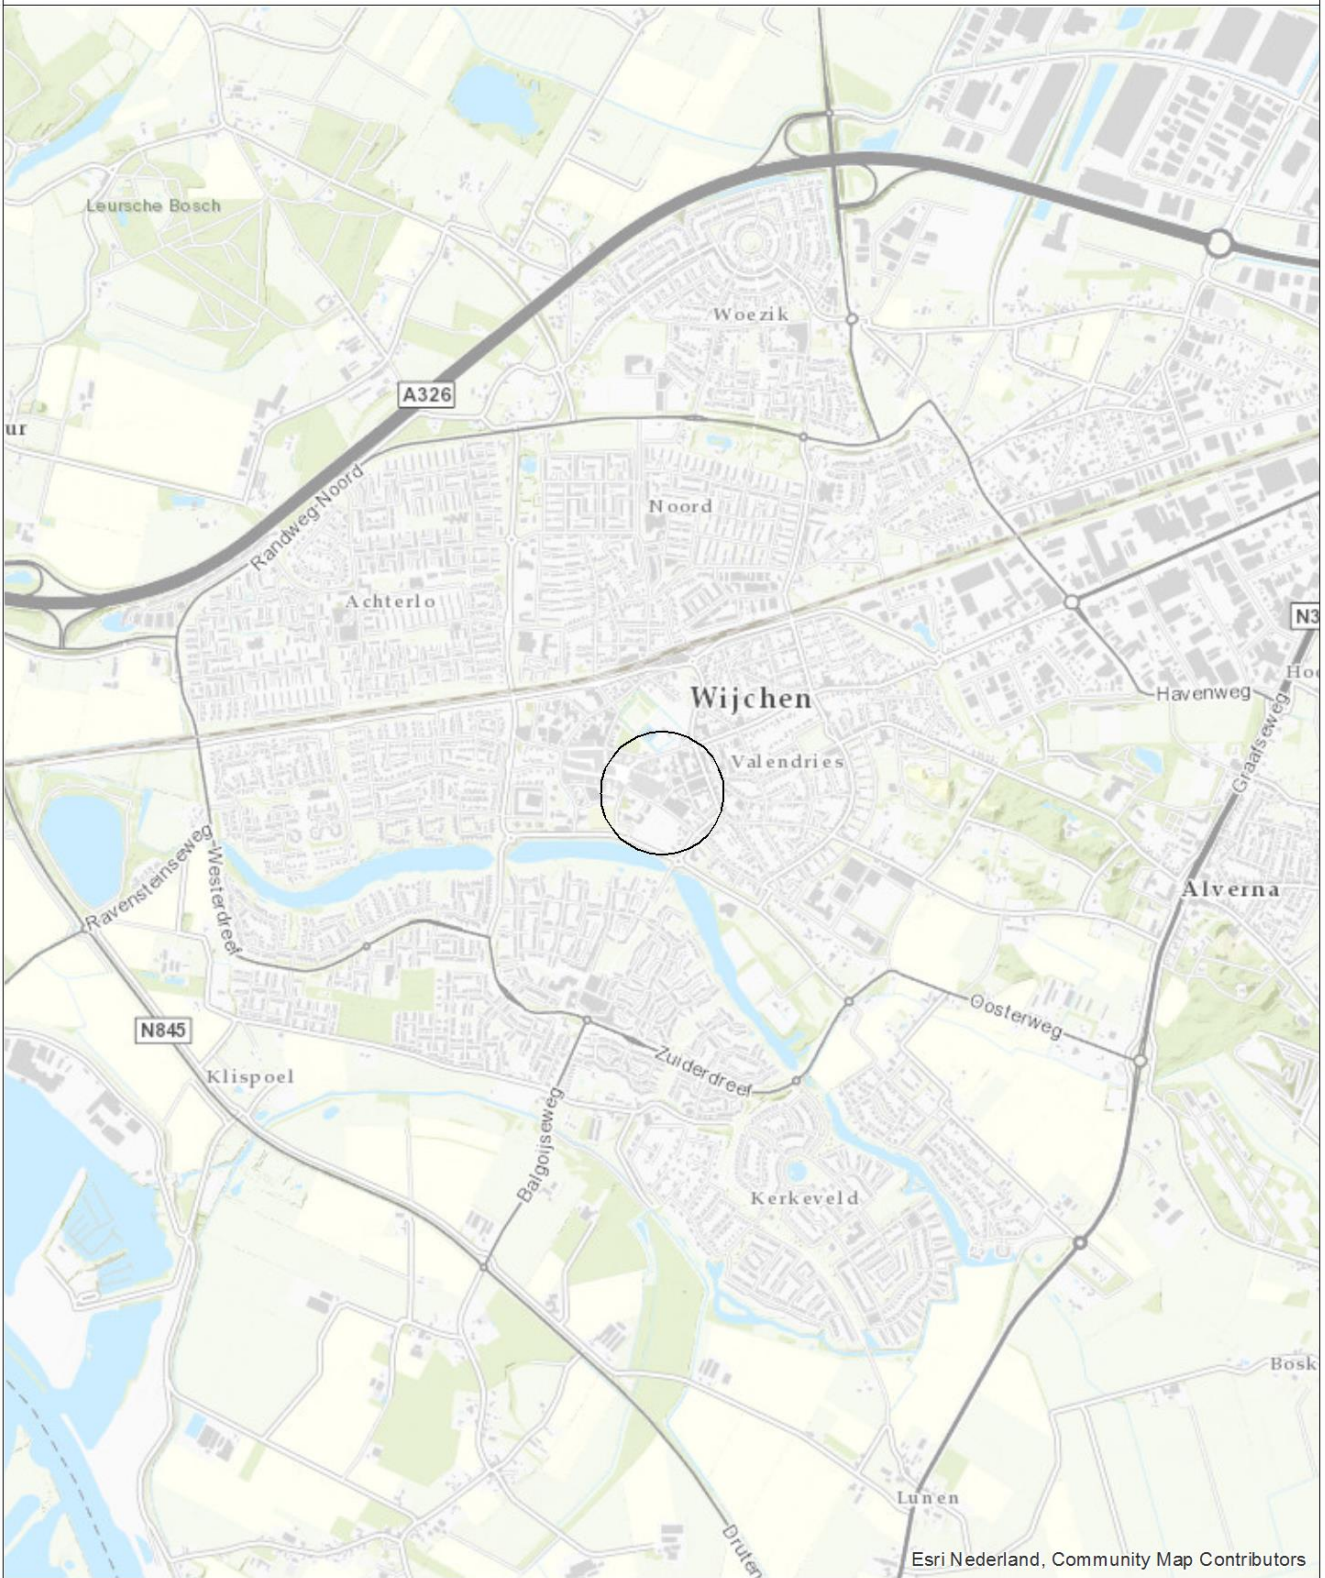 Leursche Bosch
Woezik
A326
ur
Randweg-Noord
Noord
Achterlo
N3
Wijchen
Hoo
Havenweg
Valendries
Graafseweg
Ravensteinseweg
Westerdreef
Alverna
Oosterweg
N845
Zuiderdreef
Klispoel
Balgoijseweg
Kerkeveld
Bosk
Lunen
Druten
Esri Nederland, Community Map Contributors